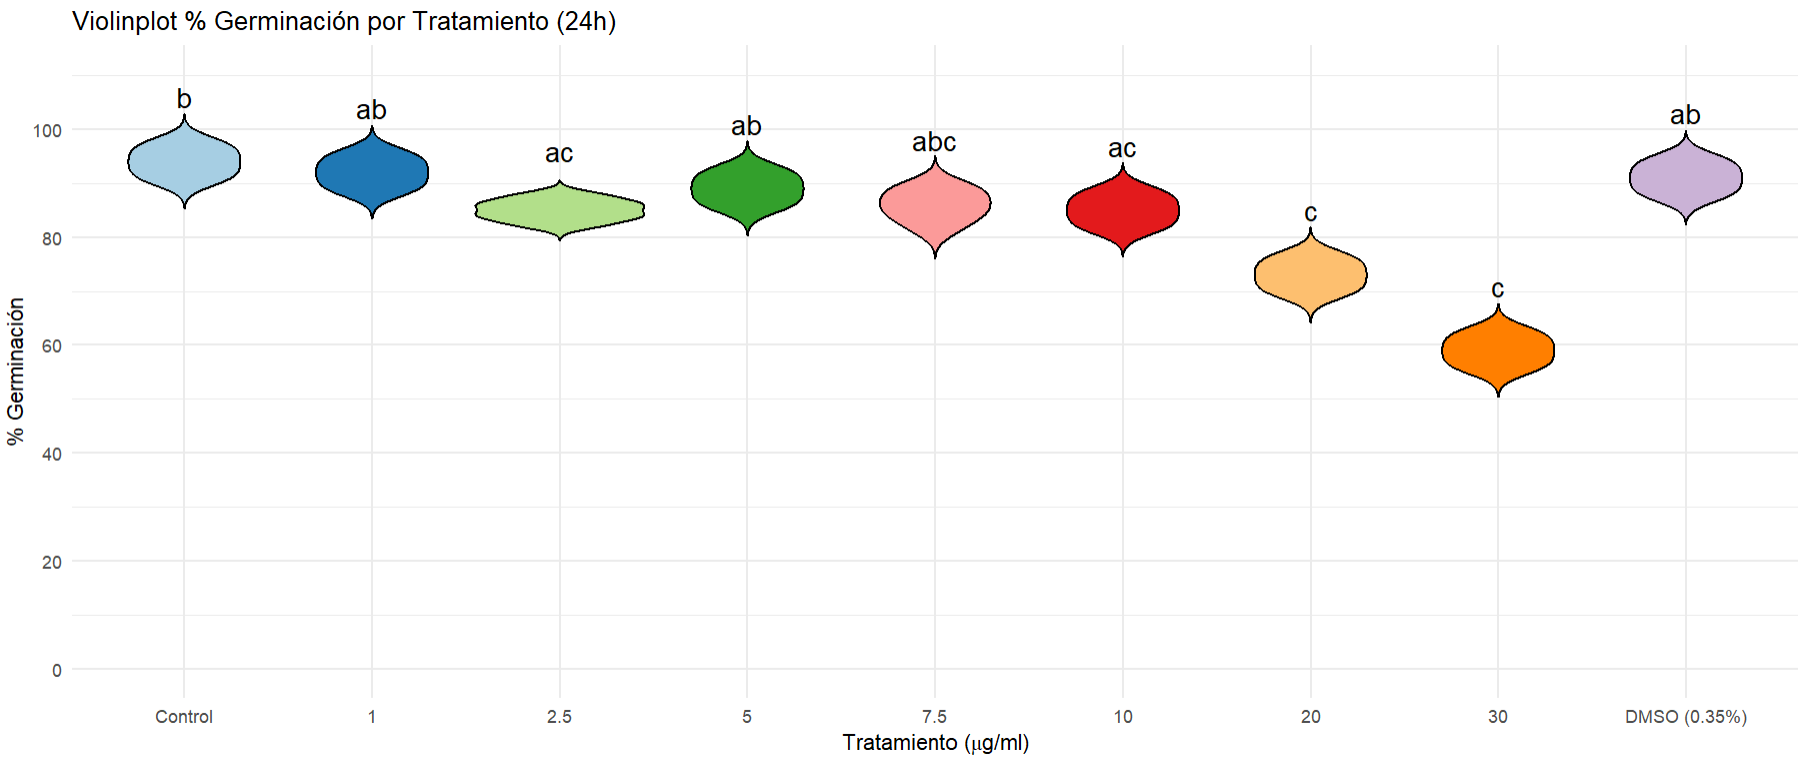 Violinplot % Germinación por Tratamiento (24h)
b
ab
ac
ab
abc
ac
c
c
ab
100
80
60
40
20
0
% Germinación
Control
1
2.5
5
7.5
10
20
30
DMSO (0.35%)
Tratamiento (μg/ml)